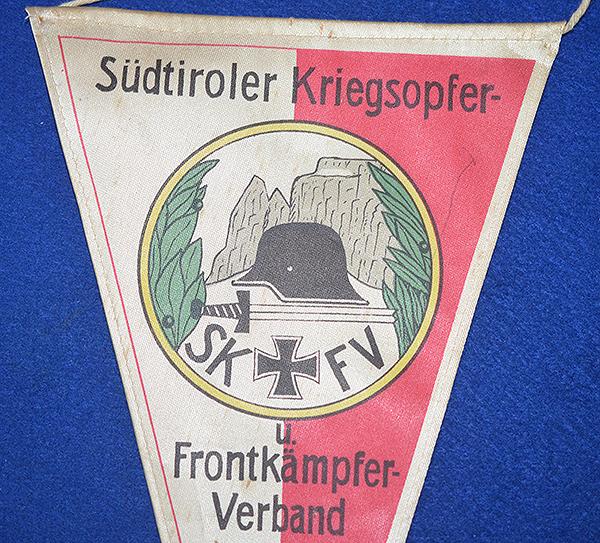 Südtiroler Kriegsopfer-
SK FV
u.
Frontkämpfer-
Verband